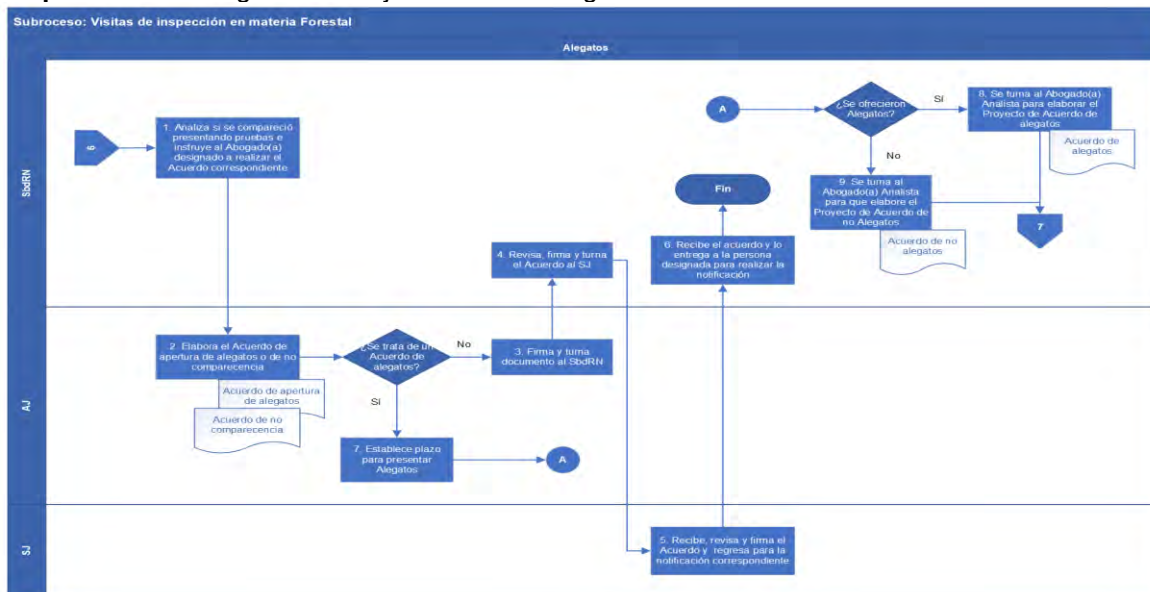 Subproceso: Visitas de inspección en materia Forestal
Alegatos
SbdRN
6
1. Analiza si se compareció
presentando pruebas e
instruye al Abogado(a)
designado a realizar el
Acuerdo correspondiente
A
¿Se ofrecieron
Alegatos?
Sí
8. Se turna al Abogado(a)
Analista para elaborar el
Proyecto de Acuerdo de
alegatos
Acuerdo de
alegatos
No
9. Se turna al
Abogado(a) Analista
para que elabore el
Proyecto de Acuerdo de
no Alegatos
Acuerdo de no
alegatos
7
Fin
6. Recibe el acuerdo y lo
entrega a la persona
designada para realizar la
notificación
4. Revisa, firma y turna
el Acuerdo al SJ
AJ
2. Elabora el Acuerdo de
apertura de alegatos o de no
comparecencia
Acuerdo de apertura
de alegatos
Acuerdo de no
comparecencia
¿Se trata de un
Acuerdo de
alegatos?
No
3. Firma y turna
documento al SbdRN
Sí
7. Establece plazo
para presentar
Alegatos
A
SJ
5. Recibe, revisa y firma el
Acuerdo y regresa para la
notificación correspondiente